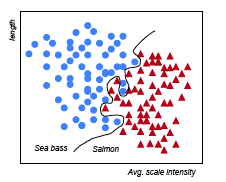 length
Sea bass
Salmon
Avg. scale intensity